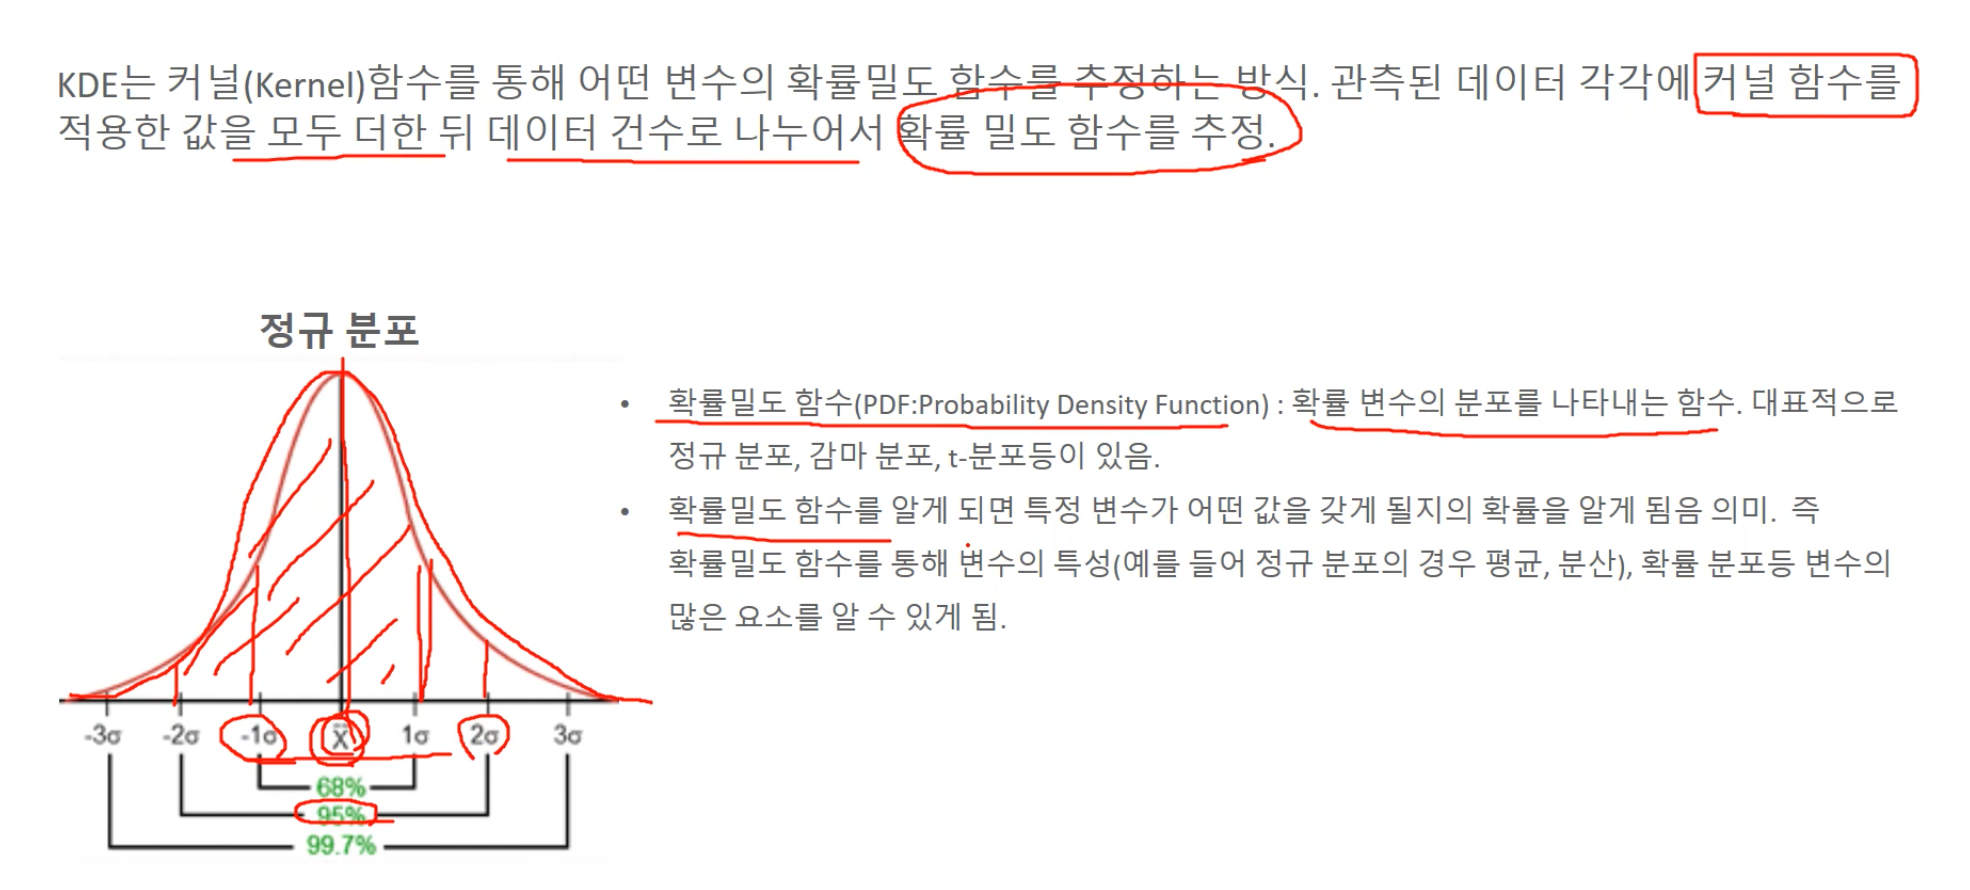 KDE는 커널(Kernel)함수를 통해 어떤 변수의 확률밀도 함수를 추정하는 방식. 관측된 데이터 각각에 커널 함수를
적용한 값을 모두 더한 뒤 데이터 건수로 나누어서 확률 밀도 함수를 추정.
정규 분포
-3σ -2σ -1σ X̄ 1σ 2σ 3σ
68%
95%
99.7%
• 확률밀도 함수(PDF:Probability Density Function) : 확률 변수의 분포를 나타내는 함수. 대표적으로
정규 분포, 감마 분포, t-분포등이 있음.
• 확률밀도 함수를 알게 되면 특정 변수가 어떤 값을 갖게 될지의 확률을 알게 됨음 의미. 즉
확률밀도 함수를 통해 변수의 특성(예를 들어 정규 분포의 경우 평균, 분산), 확률 분포등 변수의
많은 요소를 알 수 있게 됨.